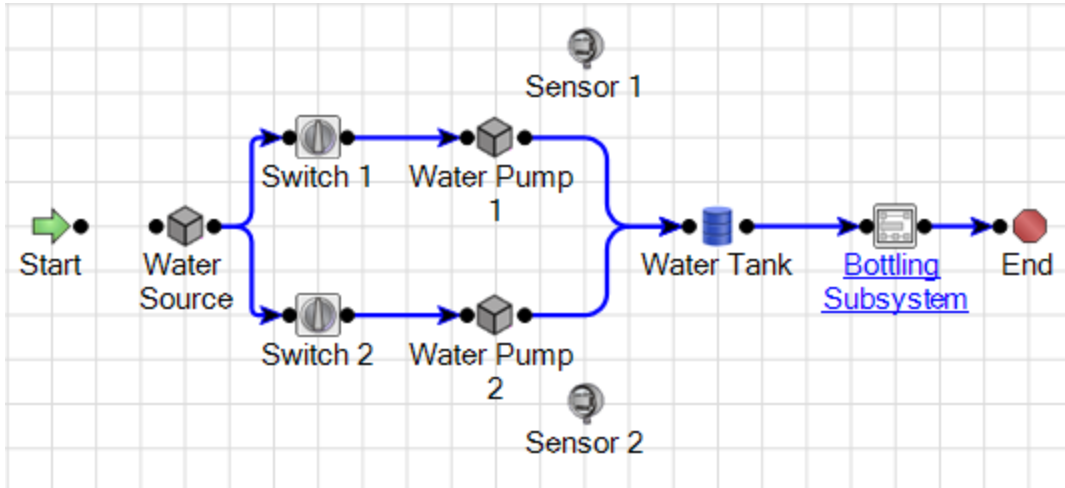 Sensor 1
Switch 1
Water Pump
1
Start
Water
Source
Water Tank
Bottling
Subsystem
End
Switch 2
Water Pump
2
Sensor 2